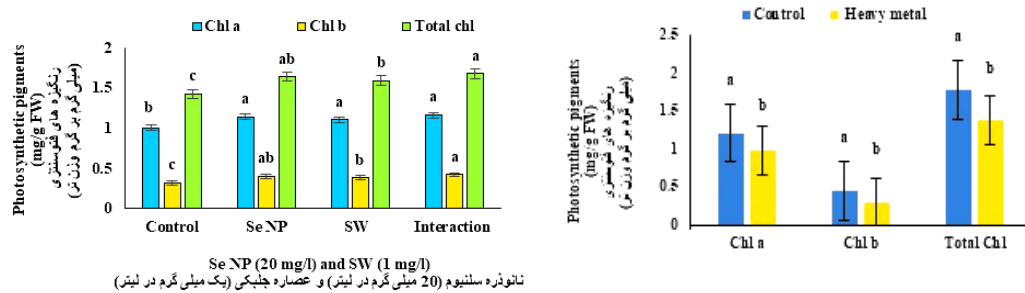 Chl a Chl b Total chl
Photosynthetic pigments
(mg/g FW)
رنگیزه های فتوسنتزی
(میلی گرم بر گرم وزن تر)
2
1.5
1
0.5
0
b
c
c
a
ab
ab
a
b
b
a
a
a
Control Se NP SW Interaction
Se NP (20 mg/l) and SW (1 mg/l)
نانوذره سلنیوم (20 میلی گرم در لیتر) و عصاره جلبکی (یک میلی گرم در لیتر)
Control Heavy metal
Photosynthetic pigments
(mg/g FW)
رنگیزه های فتوسنتزی
(میلی گرم بر گرم وزن تر)
2.5
2
1.5
1
0.5
0
a
b
a
b
a
b
Chl a Chl b Total Chl